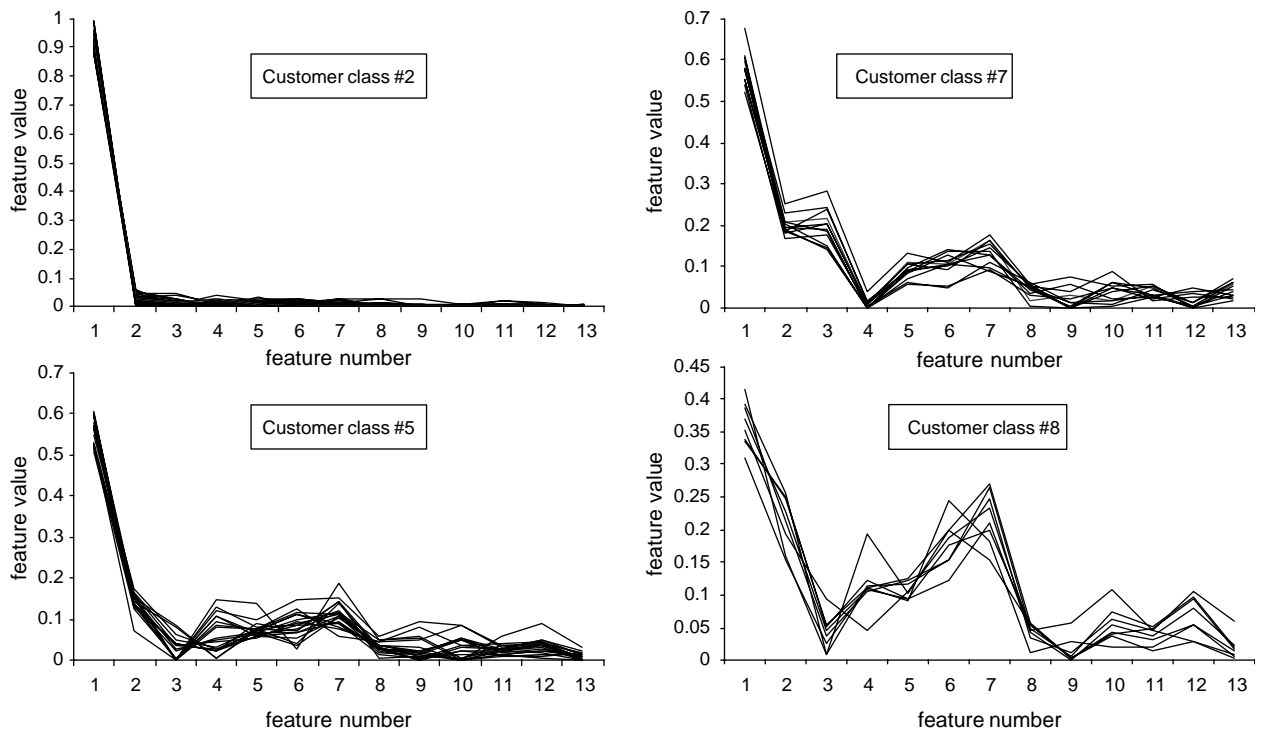 Customer class #2
feature value
1
0.9
0.8
0.7
0.6
0.5
0.4
0.3
0.2
0.1
0
1 2 3 4 5 6 7 8 9 10 11 12 13
feature number
Customer class #7
feature value
0.7
0.6
0.5
0.4
0.3
0.2
0.1
0
1 2 3 4 5 6 7 8 9 10 11 12 13
feature number
Customer class #5
feature value
0.7
0.6
0.5
0.4
0.3
0.2
0.1
0
1 2 3 4 5 6 7 8 9 10 11 12 13
feature number
Customer class #8
feature value
0.45
0.4
0.35
0.3
0.25
0.2
0.15
0.1
0.05
0
1 2 3 4 5 6 7 8 9 10 11 12 13
feature number